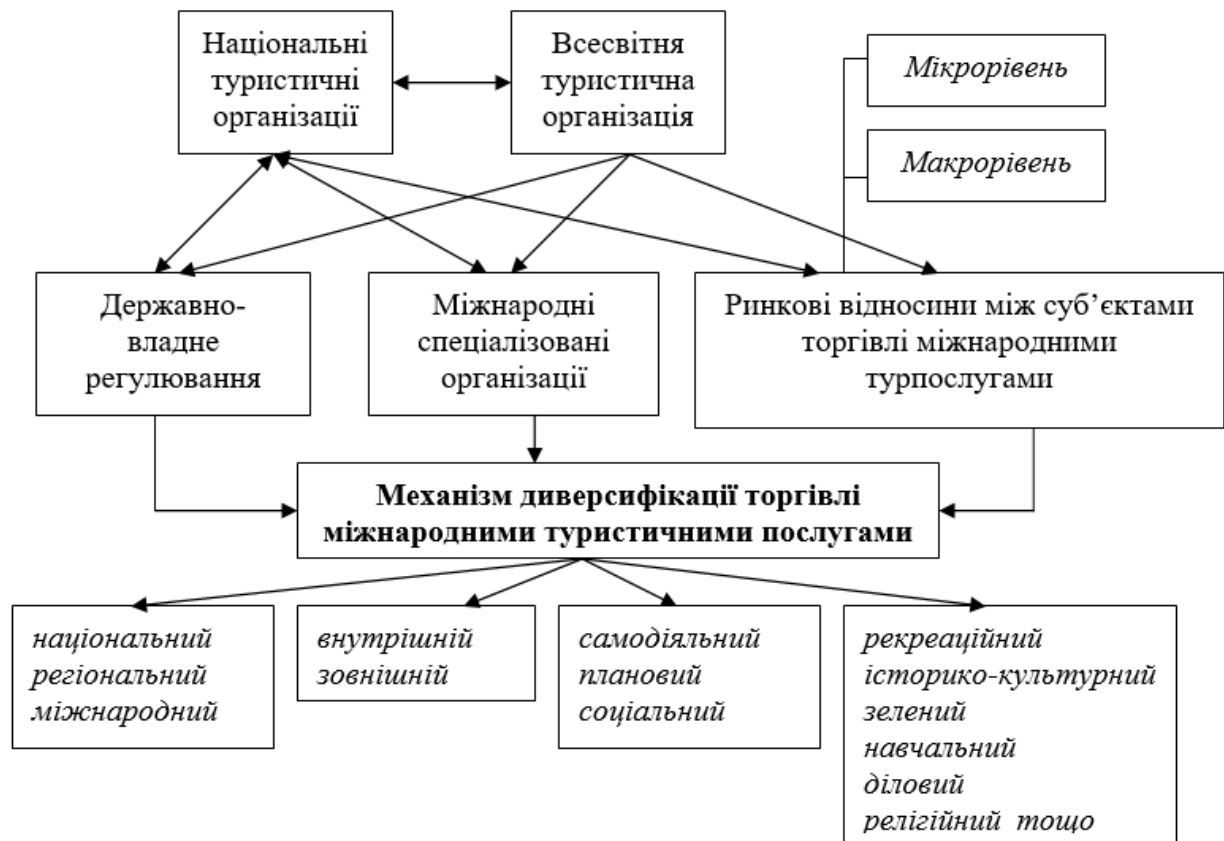 Національні
туристичні
організації
Всесвітня
туристична
організація
Мікрорівень
Макрорівень
Державно-
владне
регулювання
Міжнародні
спеціалізовані
організації
Ринкові відносини між суб’єктами
торгівлі міжнародними
турпослугами
Механізм диверсифікації торгівлі
міжнародними туристичними послугами
національний
регіональний
міжнародний
внутрішній
зовнішній
самодіяльний
плановий
соціальний
рекреаційний
історико-культурний
зелений
навчальний
діловий
релігійний тощо